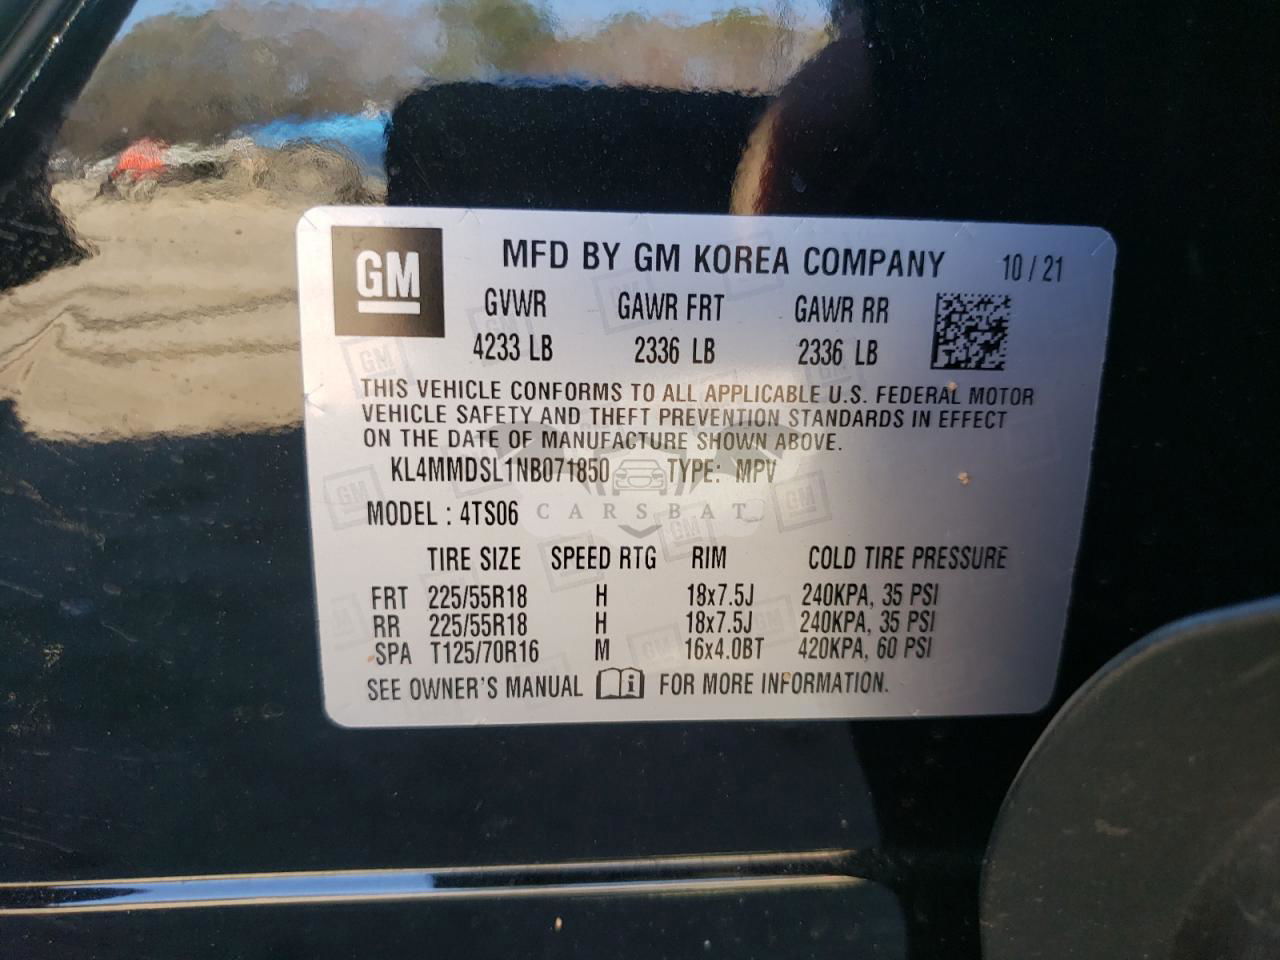 GM
MFD BY GM KOREA COMPANY 10 / 21
GVWR GAWR FRT GAWR RR
4233 LB 2336 LB 2336 LB
THIS VEHICLE CONFORMS TO ALL APPLICABLE U.S. FEDERAL MOTOR
VEHICLE SAFETY AND THEFT PREVENTION STANDARDS IN EFFECT
ON THE DATE OF MANUFACTURE SHOWN ABOVE.
KL4MMDSL1NB071850 TYPE: MPV
MODEL : 4TS06
CARSBAT
TIRE SIZE SPEED RTG RIM COLD TIRE PRESSURE
FRT 225/55R18 H 18x7.5J 240KPA, 35 PSI
RR 225/55R18 H 18x7.5J 240KPA, 35 PSI
SPA T125/70R16 M 16x4.0BT 420KPA, 60 PSI
SEE OWNER'S MANUAL i FOR MORE INFORMATION.